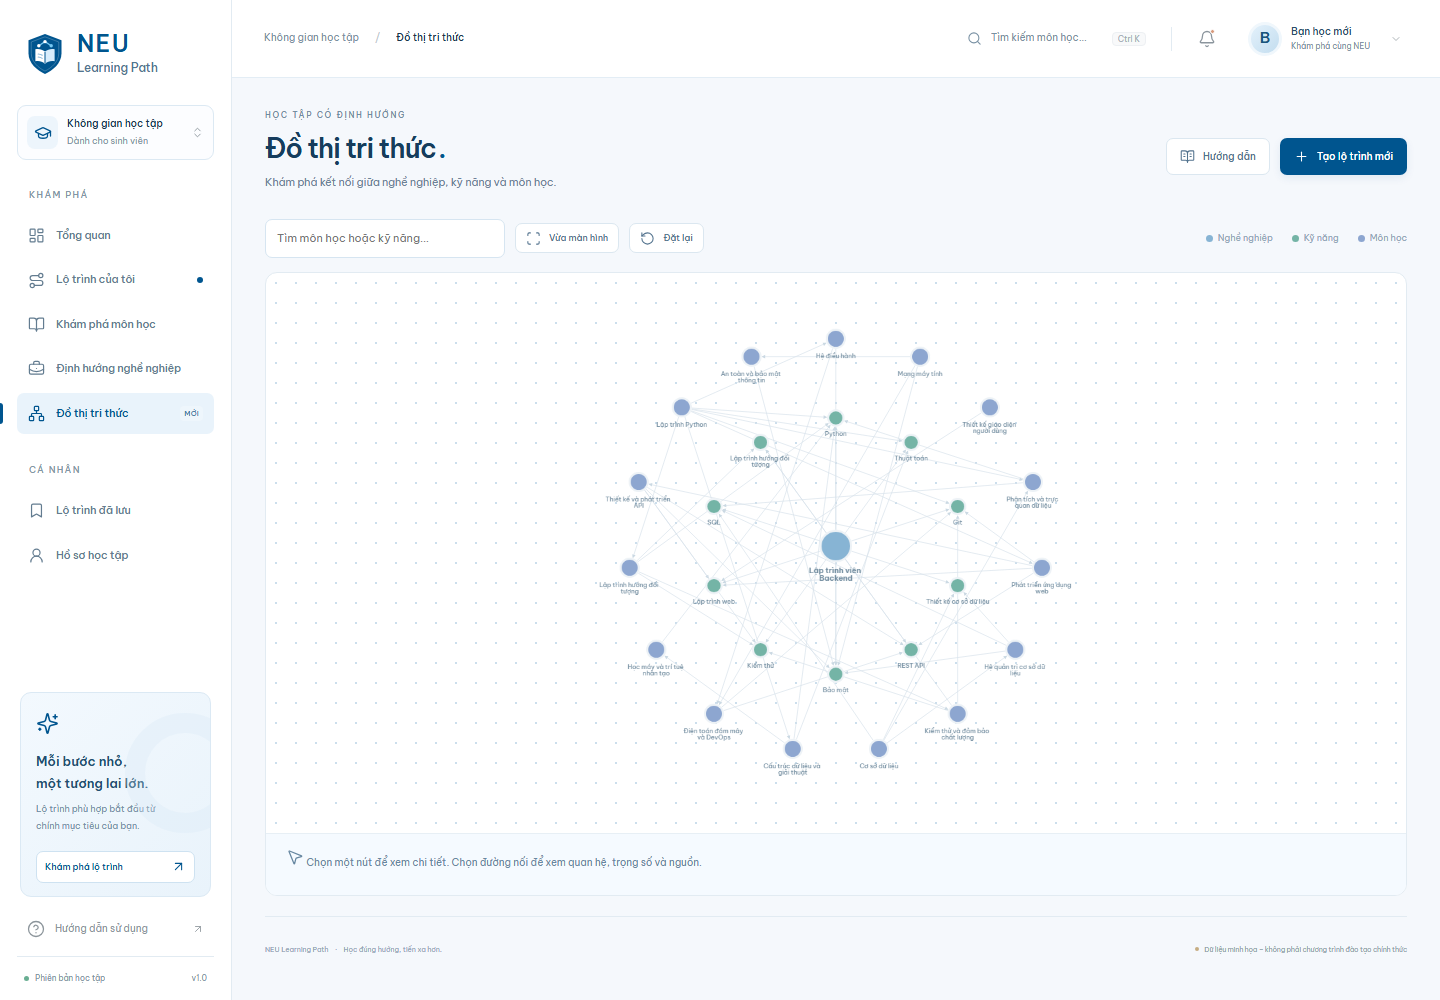 NEU
Learning Path
Không gian học tập
Dành cho sinh viên
KHÁM PHÁ
Tổng quan
Lộ trình của tôi
Khám phá môn học
Định hướng nghề nghiệp
Đồ thị tri thức
MỚI
CÁ NHÂN
Lộ trình đã lưu
Hồ sơ học tập
Mỗi bước nhỏ,
một tương lai lớn.
Lộ trình phù hợp bắt đầu từ
chính mục tiêu của bạn.
Khám phá lộ trình
Hướng dẫn sử dụng
Phiên bản học tập
v1.0
Không gian học tập / Đồ thị tri thức
Tìm kiếm môn học...
Ctrl K
B
Bạn học mới
Khám phá cùng NEU
HỌC TẬP CÓ ĐỊNH HƯỚNG
Đồ thị tri thức.
Khám phá kết nối giữa nghề nghiệp, kỹ năng và môn học.
Hướng dẫn
Tạo lộ trình mới
Tìm môn học hoặc kỹ năng...
Vừa màn hình
Đặt lại
Nghề nghiệp
Kỹ năng
Môn học
Hệ điều hành
An toàn và bảo mật
thông tin
Mạng máy tính
Lập trình Python
Python
Thiết kế giao diện
người dùng
Lập trình hướng đối
tượng
Thuật toán
Thiết kế và phát triển
API
SQL
Git
Phân tích và trực
quan dữ liệu
Lập trình viên
Backend
Lập trình hướng đối
tượng
Lập trình web
Thiết kế cơ sở dữ liệu
Phát triển ứng dụng
web
Học máy và trí tuệ
nhân tạo
Kiểm thử
REST API
Hệ quản trị cơ sở dữ
liệu
Bảo mật
Điện toán đám mây
và DevOps
Kiểm thử và đảm bảo
chất lượng
Cấu trúc dữ liệu và
giải thuật
Cơ sở dữ liệu
Chọn một nút để xem chi tiết. Chọn đường nối để xem quan hệ, trọng số và nguồn.
NEU Learning Path · Học đúng hướng, tiến xa hơn.
Dữ liệu minh họa – không phải chương trình đào tạo chính thức